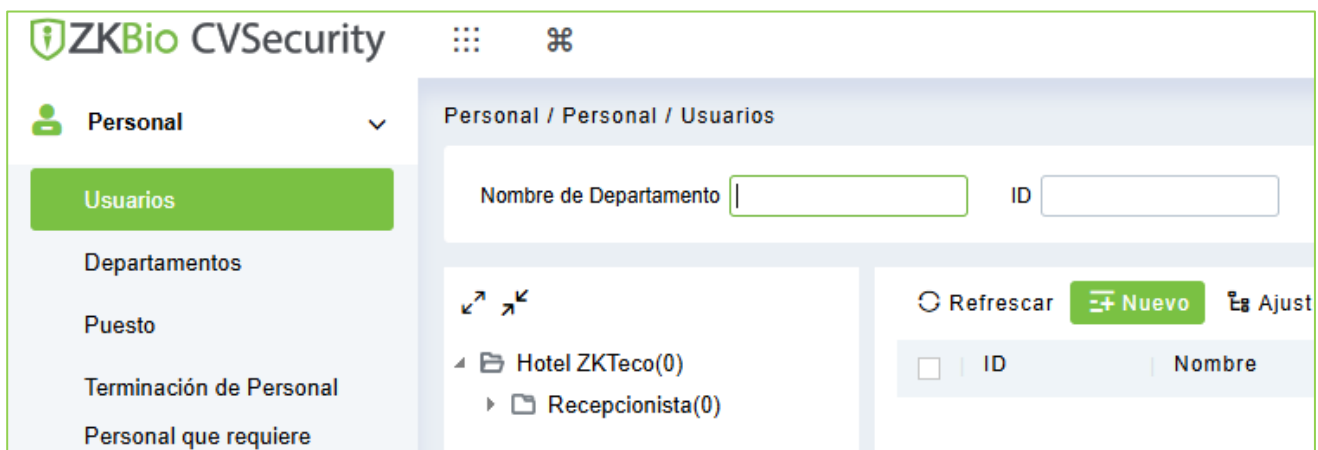 ZKBio CVSecurity
Personal
Usuarios
Departamentos
Puesto
Terminación de Personal
Personal que requiere
Personal / Personal / Usuarios
Nombre de Departamento
ID
Hotel ZKTeco(0)
Recepcionista(0)
Refrescar Nuevo Ajust
ID Nombre